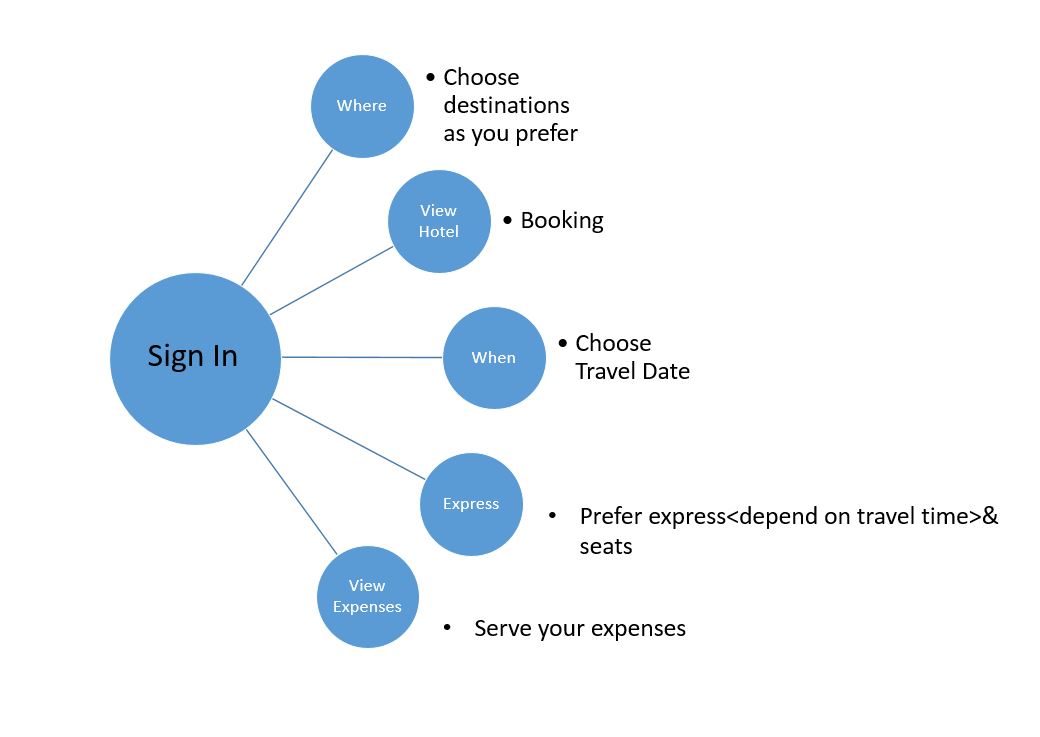 Where
• Choose
destinations
as you prefer
View
Hotel
• Booking
Sign In
When
• Choose
Travel Date
Express
• Prefer express<depend on travel time>&
seats
View
Expenses
• Serve your expenses